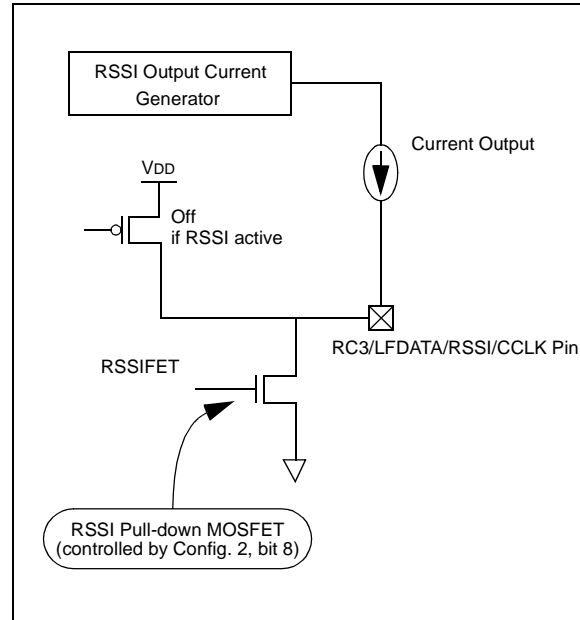 RSSI Output Current
Generator
Current Output
VDD
Off
if RSSI active
RC3/LFDATA/RSSI/CCLK Pin
RSSIFET
RSSI Pull-down MOSFET
(controlled by Config. 2, bit 8)